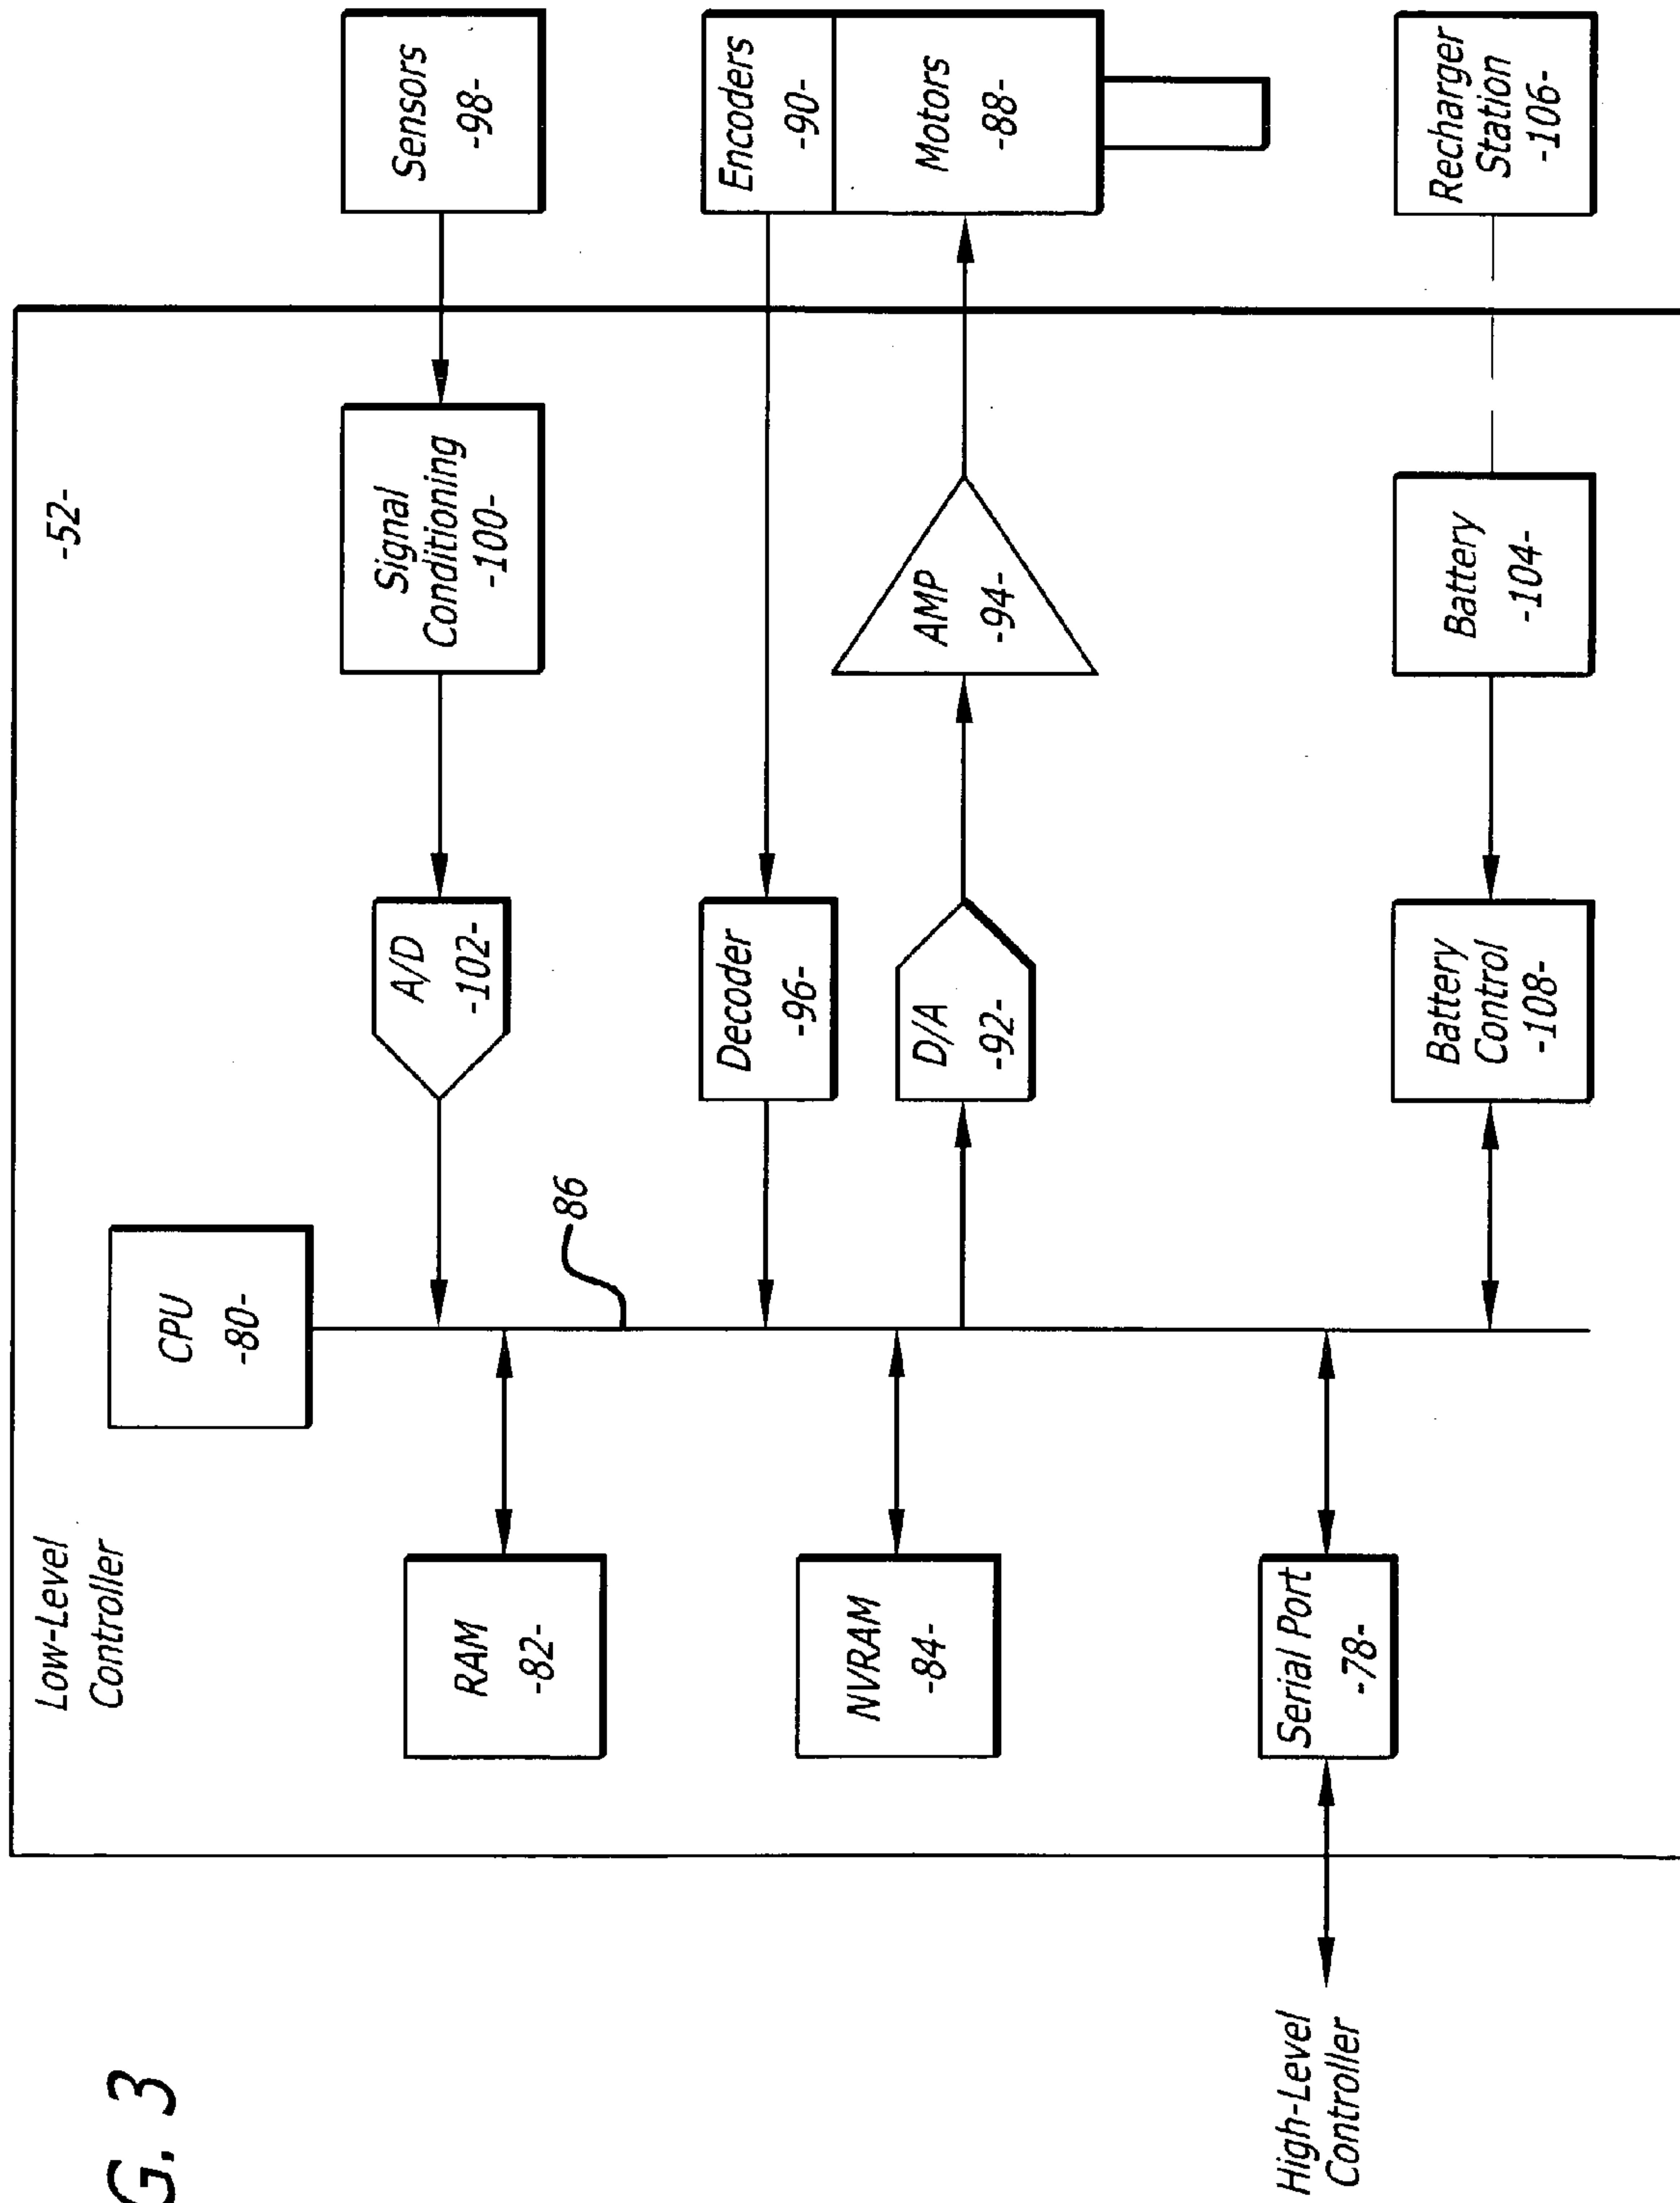 G. 3
Low-Level
Controller
-52-
CPU
-80-
RAM
-82-
A/D
-102-
Signal
Conditioning
-100-
Sensors
-98-
86
Decoder
-96-
Encoders
-90-
NVRAM
-84-
D/A
-92-
AMP
-94-
Motors
-88-
High-Level
Controller
Serial Port
-78-
Battery
Control
-108-
Battery
-104-
Recharger
Station
-106-